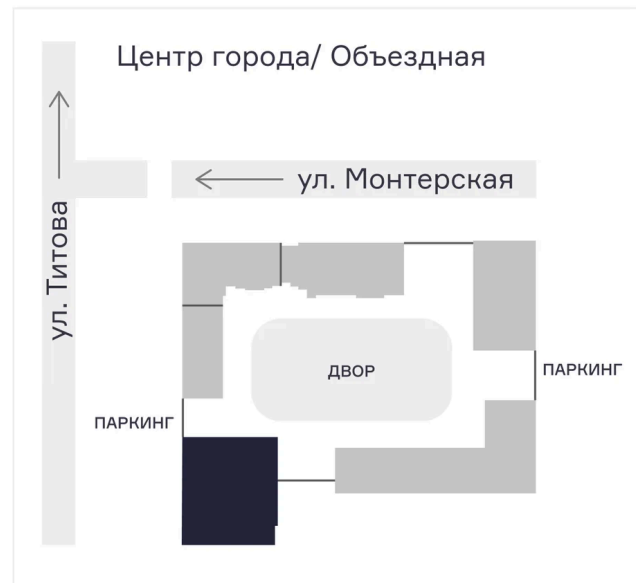 Центр города/ Объездная
ул. Монтерская
ул. Титова
ДВОР
ПАРКИНГ
ПАРКИНГ